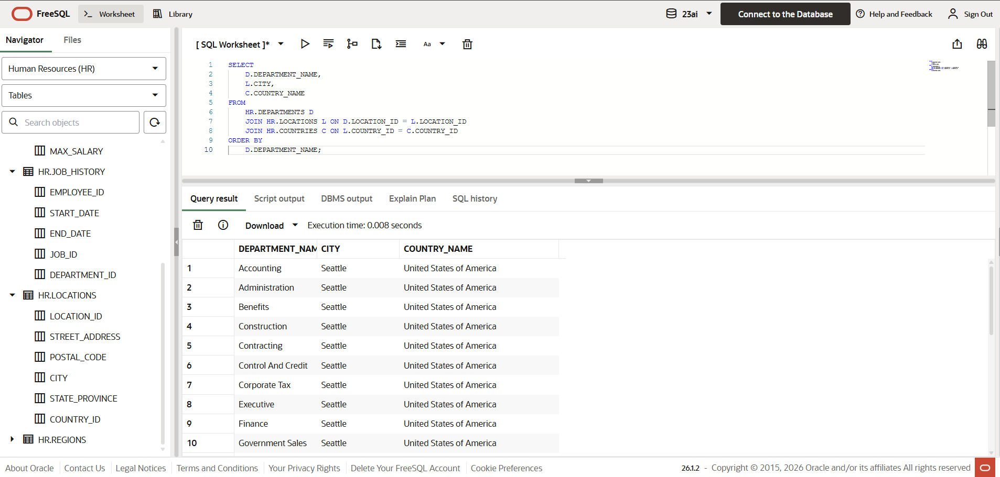 FreeSQL
Worksheet
Library
23ai
Connect to the Database
Help and Feedback
Sign Out
Navigator
Files
Human Resources (HR)
Tables
Search objects
MAX_SALARY
HR.JOB_HISTORY
EMPLOYEE_ID
START_DATE
END_DATE
JOB_ID
DEPARTMENT_ID
HR.LOCATIONS
LOCATION_ID
STREET_ADDRESS
POSTAL_CODE
CITY
STATE_PROVINCE
COUNTRY_ID
HR.REGIONS
[ SQL Worksheet ]*
Aa
1 SELECT
2 D.DEPARTMENT_NAME,
3 L.CITY,
4 C.COUNTRY_NAME
5 FROM
6 HR.DEPARTMENTS D
7 JOIN HR.LOCATIONS L ON D.LOCATION_ID = L.LOCATION_ID
8 JOIN HR.COUNTRIES C ON L.COUNTRY_ID = C.COUNTRY_ID
9 ORDER BY
10 D.DEPARTMENT_NAME;
Query result
Script output
DBMS output
Explain Plan
SQL history
Download
Execution time: 0.008 seconds
DEPARTMENT_NAM CITY COUNTRY_NAME
1 Accounting Seattle United States of America
2 Administration Seattle United States of America
3 Benefits Seattle United States of America
4 Construction Seattle United States of America
5 Contracting Seattle United States of America
6 Control And Credit Seattle United States of America
7 Corporate Tax Seattle United States of America
8 Executive Seattle United States of America
9 Finance Seattle United States of America
10 Government Sales Seattle United States of America
About Oracle
Contact Us
Legal Notices
Terms and Conditions
Your Privacy Rights
Delete Your FreeSQL Account
Cookie Preferences
26.1.2 - Copyright © 2015, 2026 Oracle and/or its affiliates All rights reserved